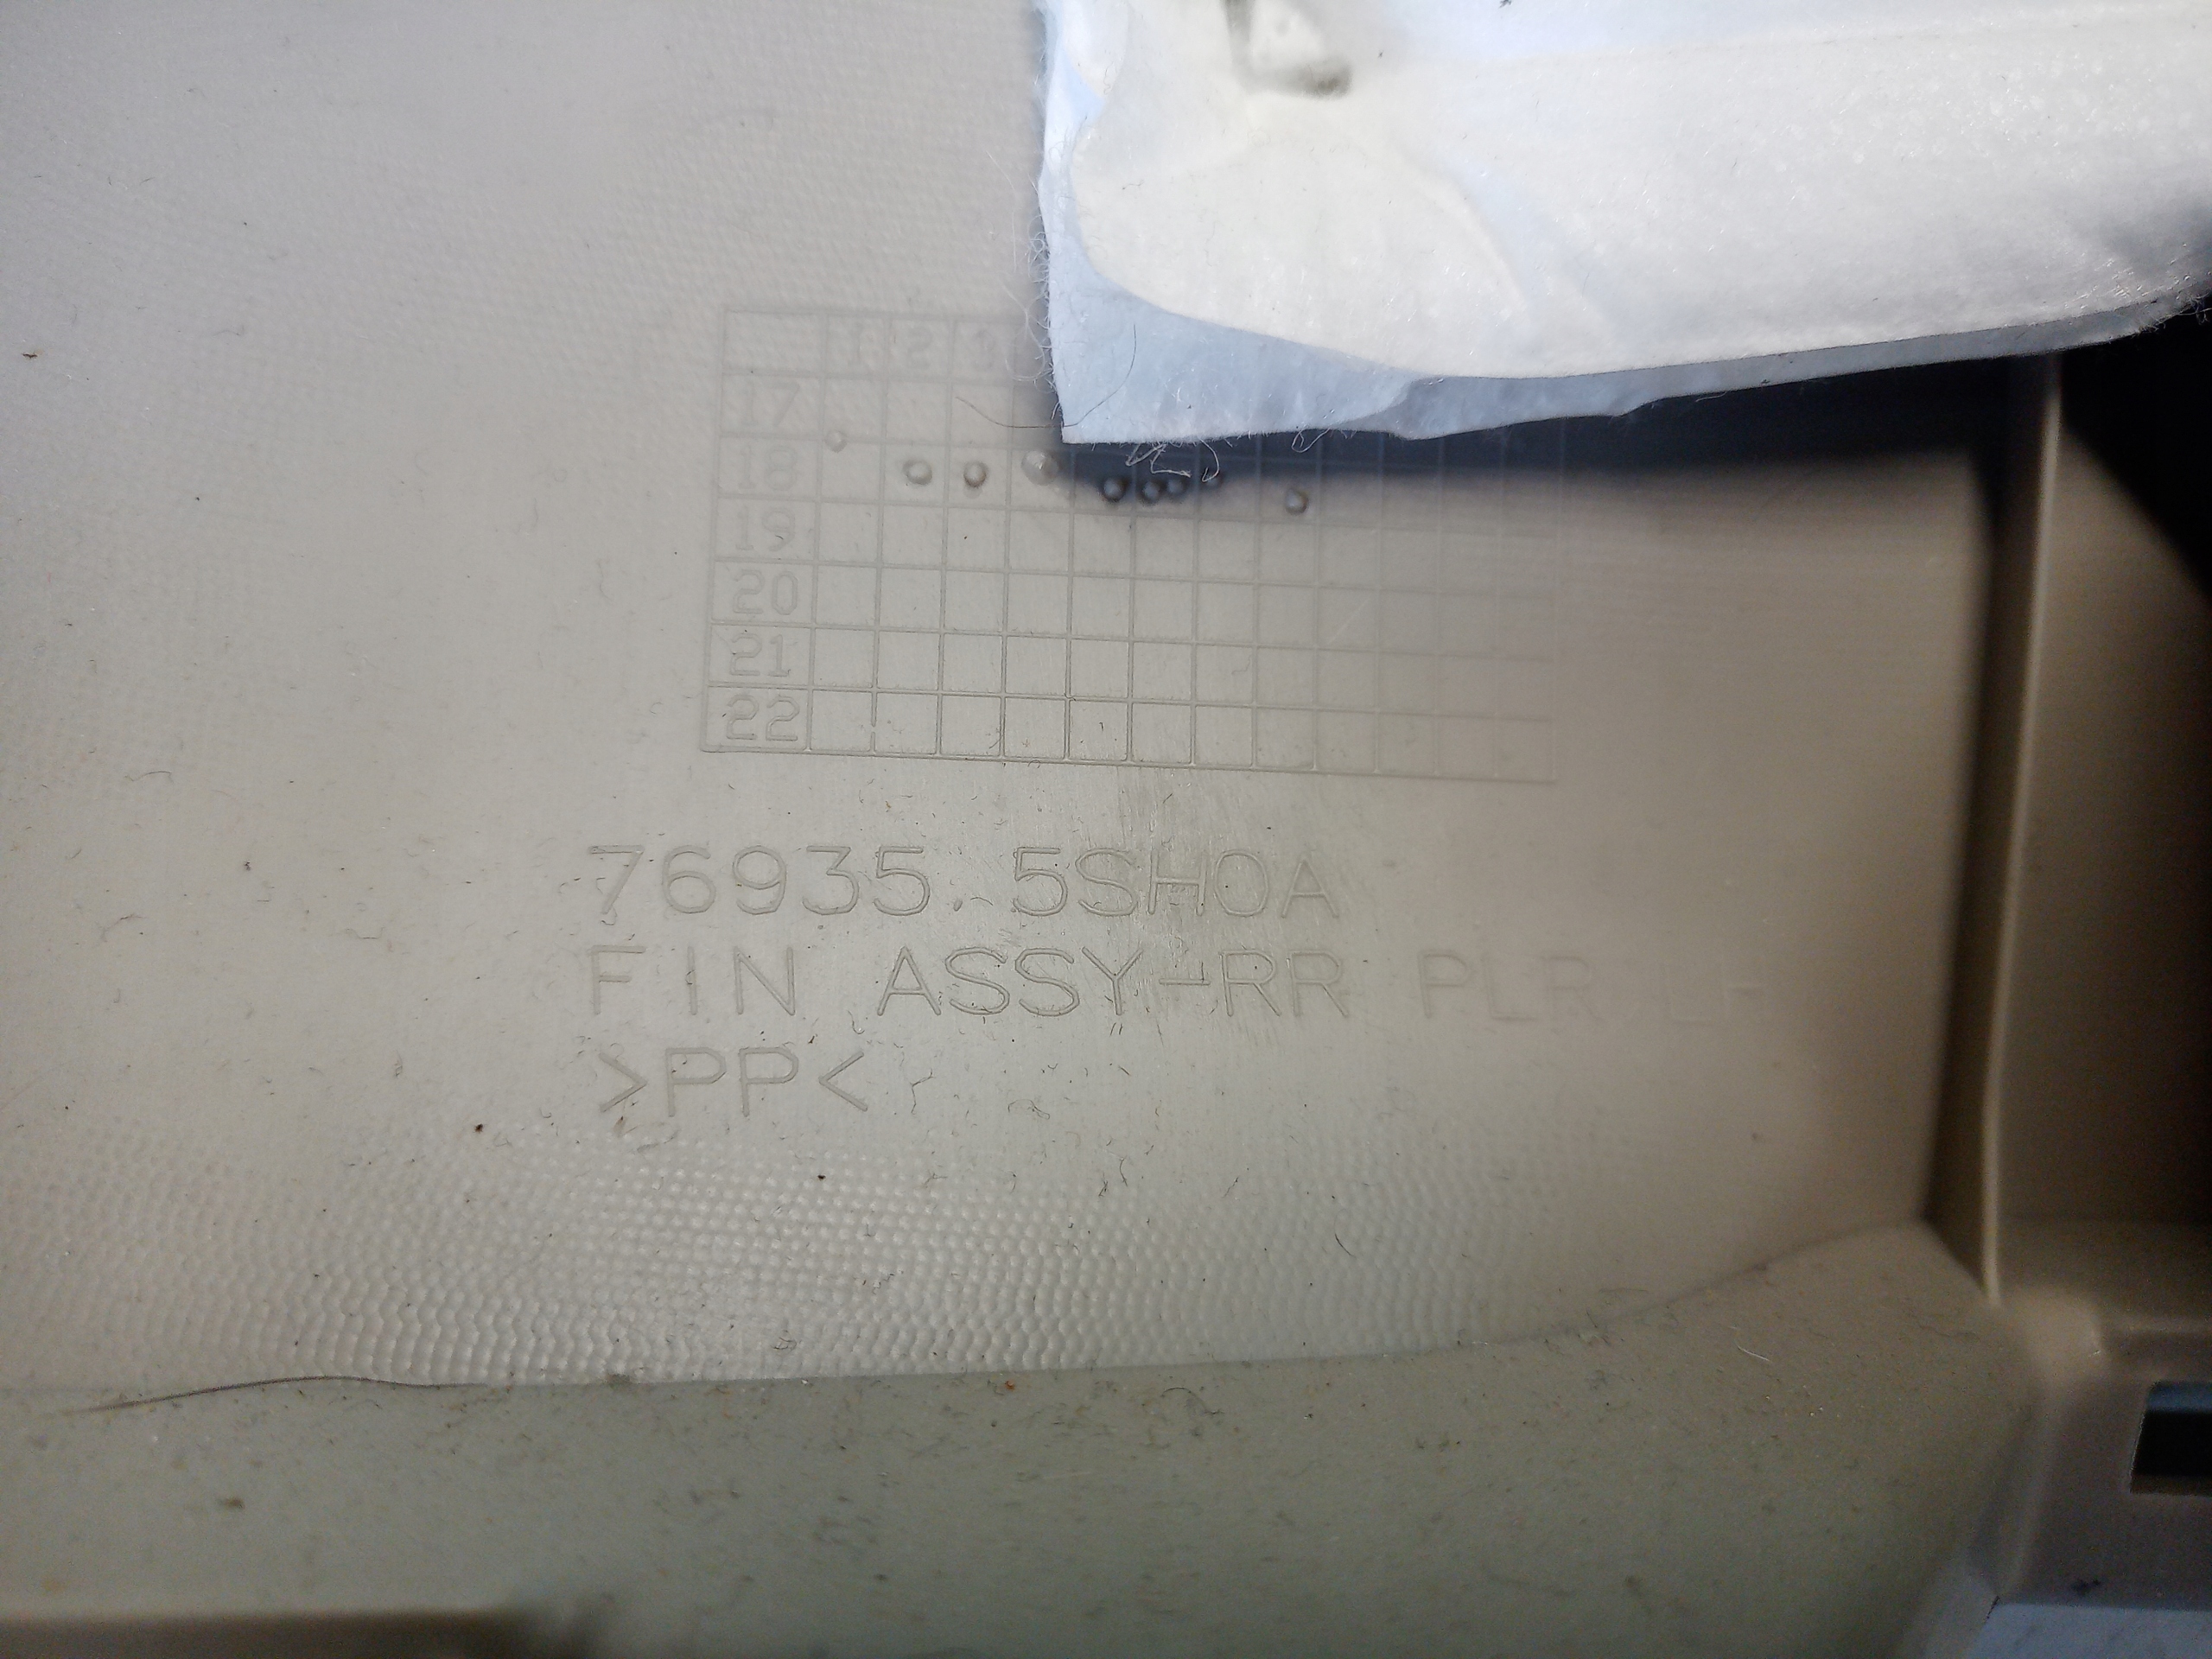 1 2
17
18
19
20
21
22
76935 5SH0A
FIN ASSY-RR PLR
>PP<